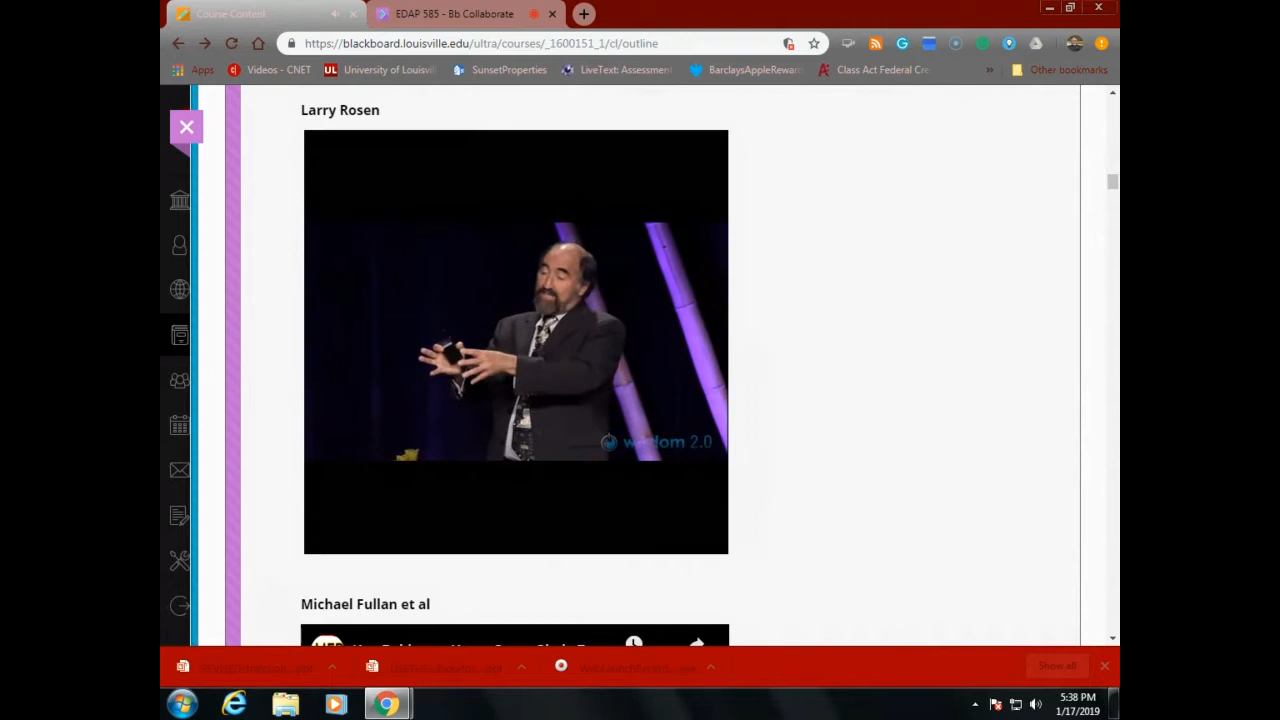 Course Content
EDAP 585 - Bb Collaborate
https://blackboard.louisville.edu/ultra/courses/_1600151_1/cl/outline
Apps
Videos - CNET
University of Louisvil
SunsetProperties
LiveText: Assessment
BarclaysAppleRewar
Class Act Federal Cre
»
Other bookmarks
Larry Rosen
wisdom 2.0
Michael Fullan et al
Show all
5:38 PM
1/17/2019